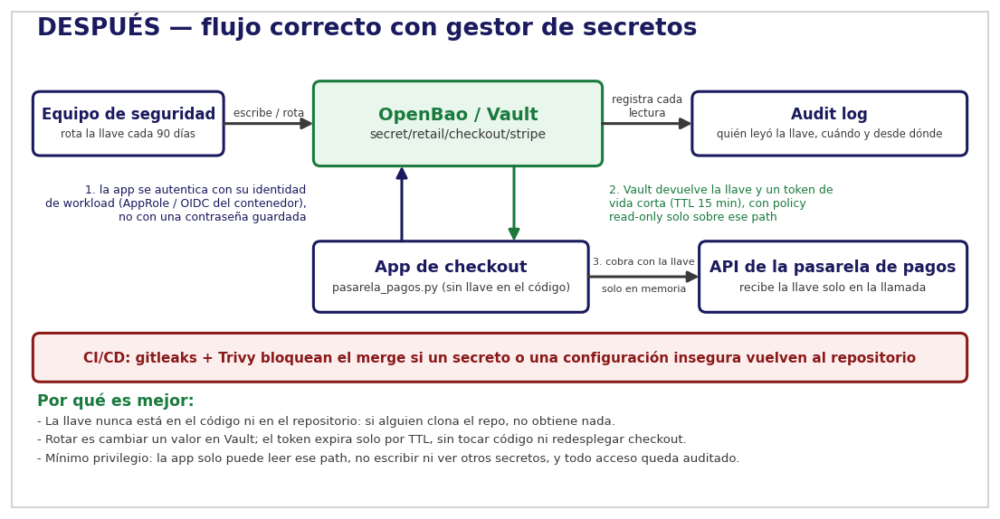 DESPUÉS — flujo correcto con gestor de secretos
Equipo de seguridad
rota la llave cada 90 días
escribe / rota
OpenBao / Vault
secret/retail/checkout/stripe
registra cada
lectura
Audit log
quién leyó la llave, cuándo y desde dónde
1. la app se autentica con su identidad
de workload (AppRole / OIDC del contenedor),
no con una contraseña guardada
2. Vault devuelve la llave y un token de
vida corta (TTL 15 min), con policy
read-only solo sobre ese path
App de checkout
pasarela_pagos.py (sin llave en el código)
3. cobra con la llave
solo en memoria
API de la pasarela de pagos
recibe la llave solo en la llamada
CI/CD: gitleaks + Trivy bloquean el merge si un secreto o una configuración insegura vuelven al repositorio
Por qué es mejor:
- La llave nunca está en el código ni en el repositorio: si alguien clona el repo, no obtiene nada.
- Rotar es cambiar un valor en Vault; el token expira solo por TTL, sin tocar código ni redesplegar checkout.
- Mínimo privilegio: la app solo puede leer ese path, no escribir ni ver otros secretos, y todo acceso queda auditado.